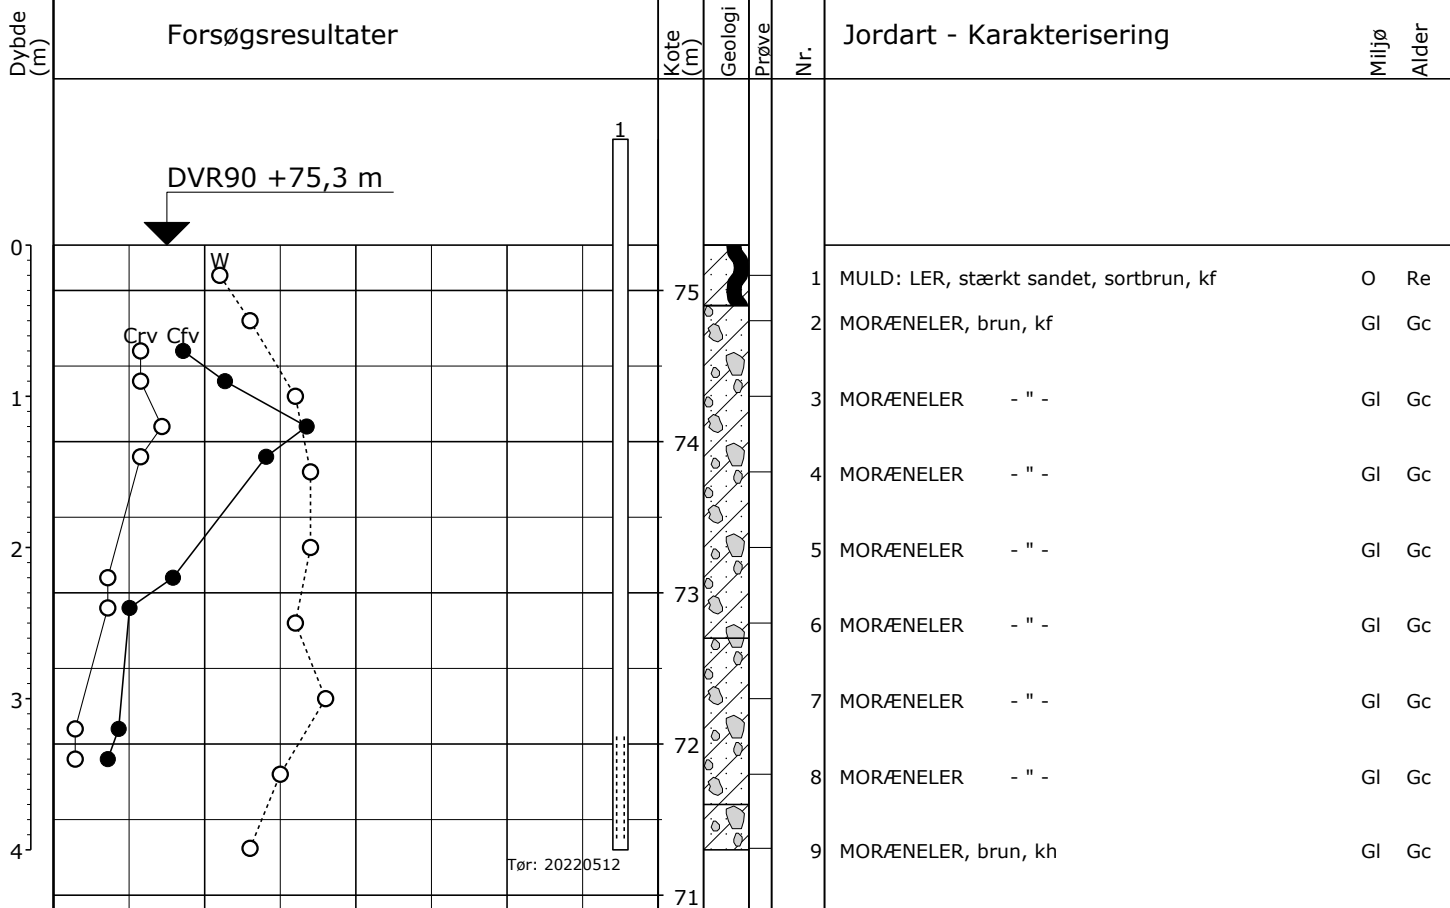 Dybde (m)
Forsøgsresultater
Kote (m)
Geologi
Prøve
Nr.
Jordart - Karakterisering
Miljø
Alder
1
DVR90 +75,3 m
W
Crv
Cfv
0
1
2
3
4
75
74
73
72
71
Tør: 20220512
1 MULD: LER, stærkt sandet, sortbrun, kf O Re
2 MORÆNELER, brun, kf Gl Gc
3 MORÆNELER - " - Gl Gc
4 MORÆNELER - " - Gl Gc
5 MORÆNELER - " - Gl Gc
6 MORÆNELER - " - Gl Gc
7 MORÆNELER - " - Gl Gc
8 MORÆNELER - " - Gl Gc
9 MORÆNELER, brun, kh Gl Gc